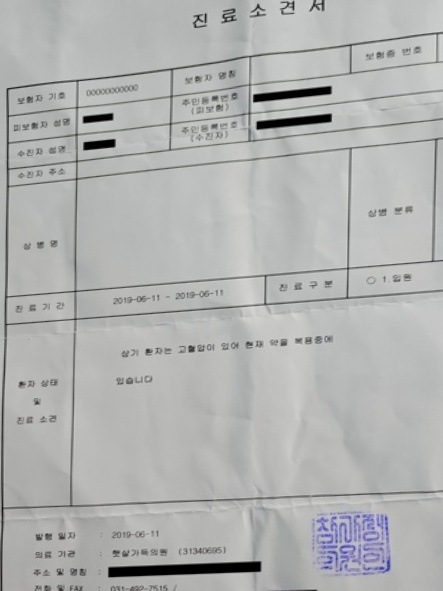 진료소견서
보험자 기호 00000000000 보험자 명칭 보험증 번호
피보험자 성명 주민등록번호 (피보험)
수진자 성명 주민등록번호 (수진자)
수진자 주소
상 병 명 상병 분류
진 료 기 간 2019-06-11 - 2019-06-11 진 료 구 분 ○ 1.입원
상기 환자는 고혈압이 있어 현재 약을 복용중에
있습니다
환자 상태
및
진료 소견
발행 일자 : 2019-06-11
의료 기관 : 햇살가득의원 (31340695)
주소 및 명칭 :
전화 및 FAX : 031-492-7515 /